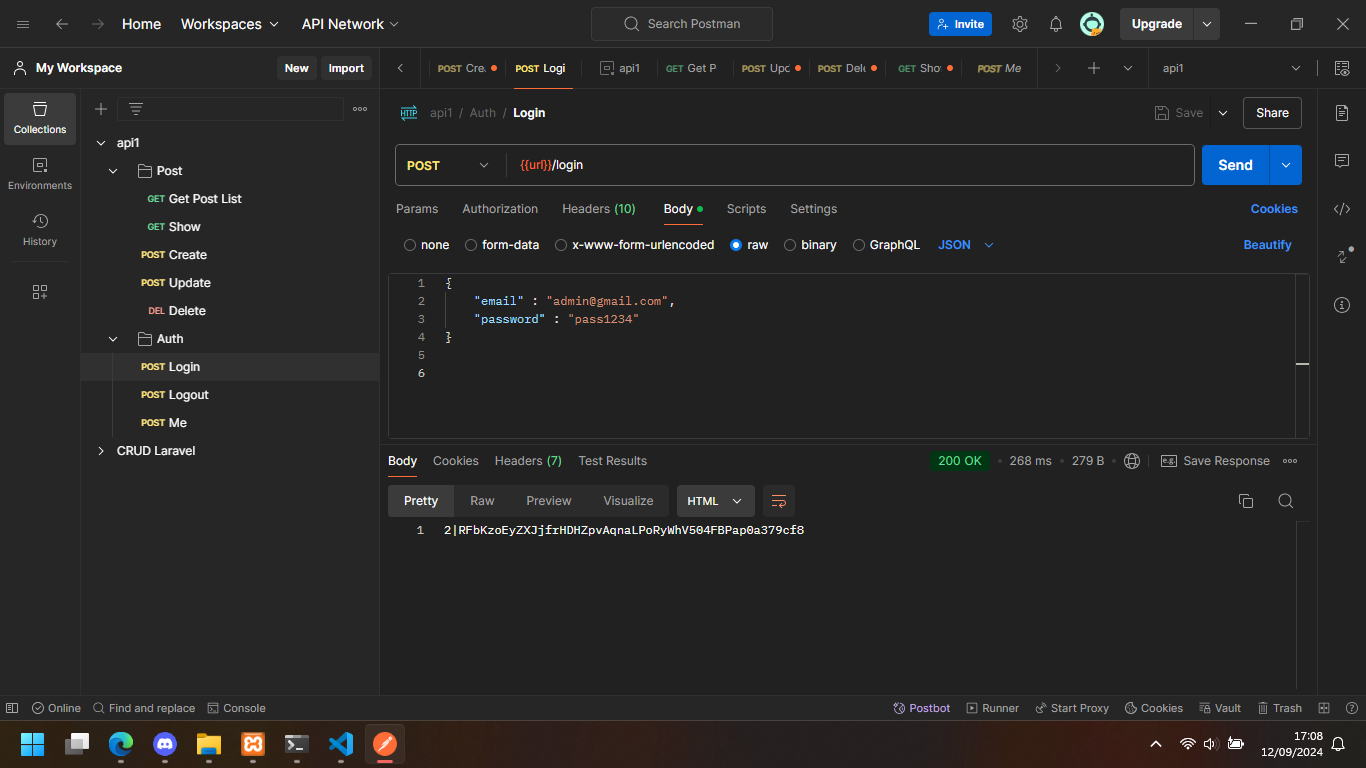 Home Workspaces API Network Search Postman Invite Upgrade
My Workspace New Import POST Cre POST Logi api1 GET Get P POST Upd POST Dele GET Sho POST Me api1
Collections
Environments
History
api1
Post
GET Get Post List
GET Show
POST Create
POST Update
DEL Delete
Auth
POST Login
POST Logout
POST Me
CRUD Laravel
HTTP api1 / Auth / Login Save Share
POST {{url}}/login Send
Params Authorization Headers (10) Body Scripts Settings Cookies
none form-data x-www-form-urlencoded raw binary GraphQL JSON Beautify
1 {
2 "email" : "admin@gmail.com",
3 "password" : "pass1234"
4 }
5
6
Body Cookies Headers (7) Test Results 200 OK 268 ms 279 B e.g. Save Response
Pretty Raw Preview Visualize HTML
1 2|RFbKzoEyZXJjfrHDHZpvAqnaLPoRyWhV504FBPap0a379cf8
Online Find and replace Console Postbot Runner Start Proxy Cookies Vault Trash
17:08
12/09/2024